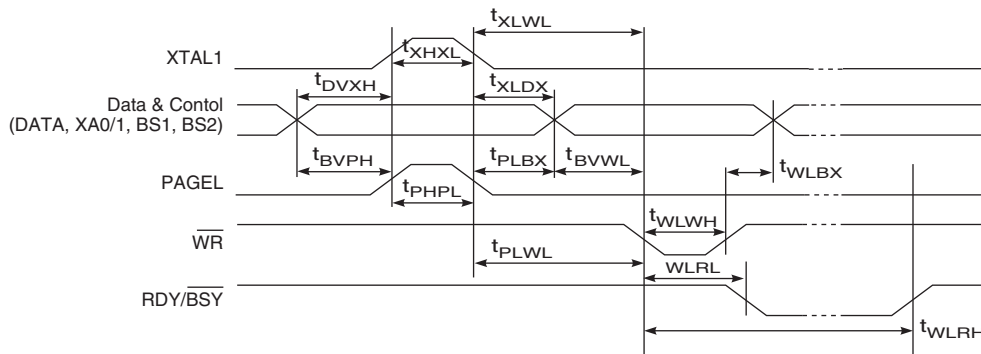 tXLWL
XTAL1
tXHXL
tDVXH
tXLDX
Data & Contol
(DATA, XA0/1, BS1, BS2)
tBVPH
tPLBX
tBVWL
tWLBX
PAGEL
tPHPL
tWLWH
WR
tPLWL
WLRL
RDY/BSY
tWLRH